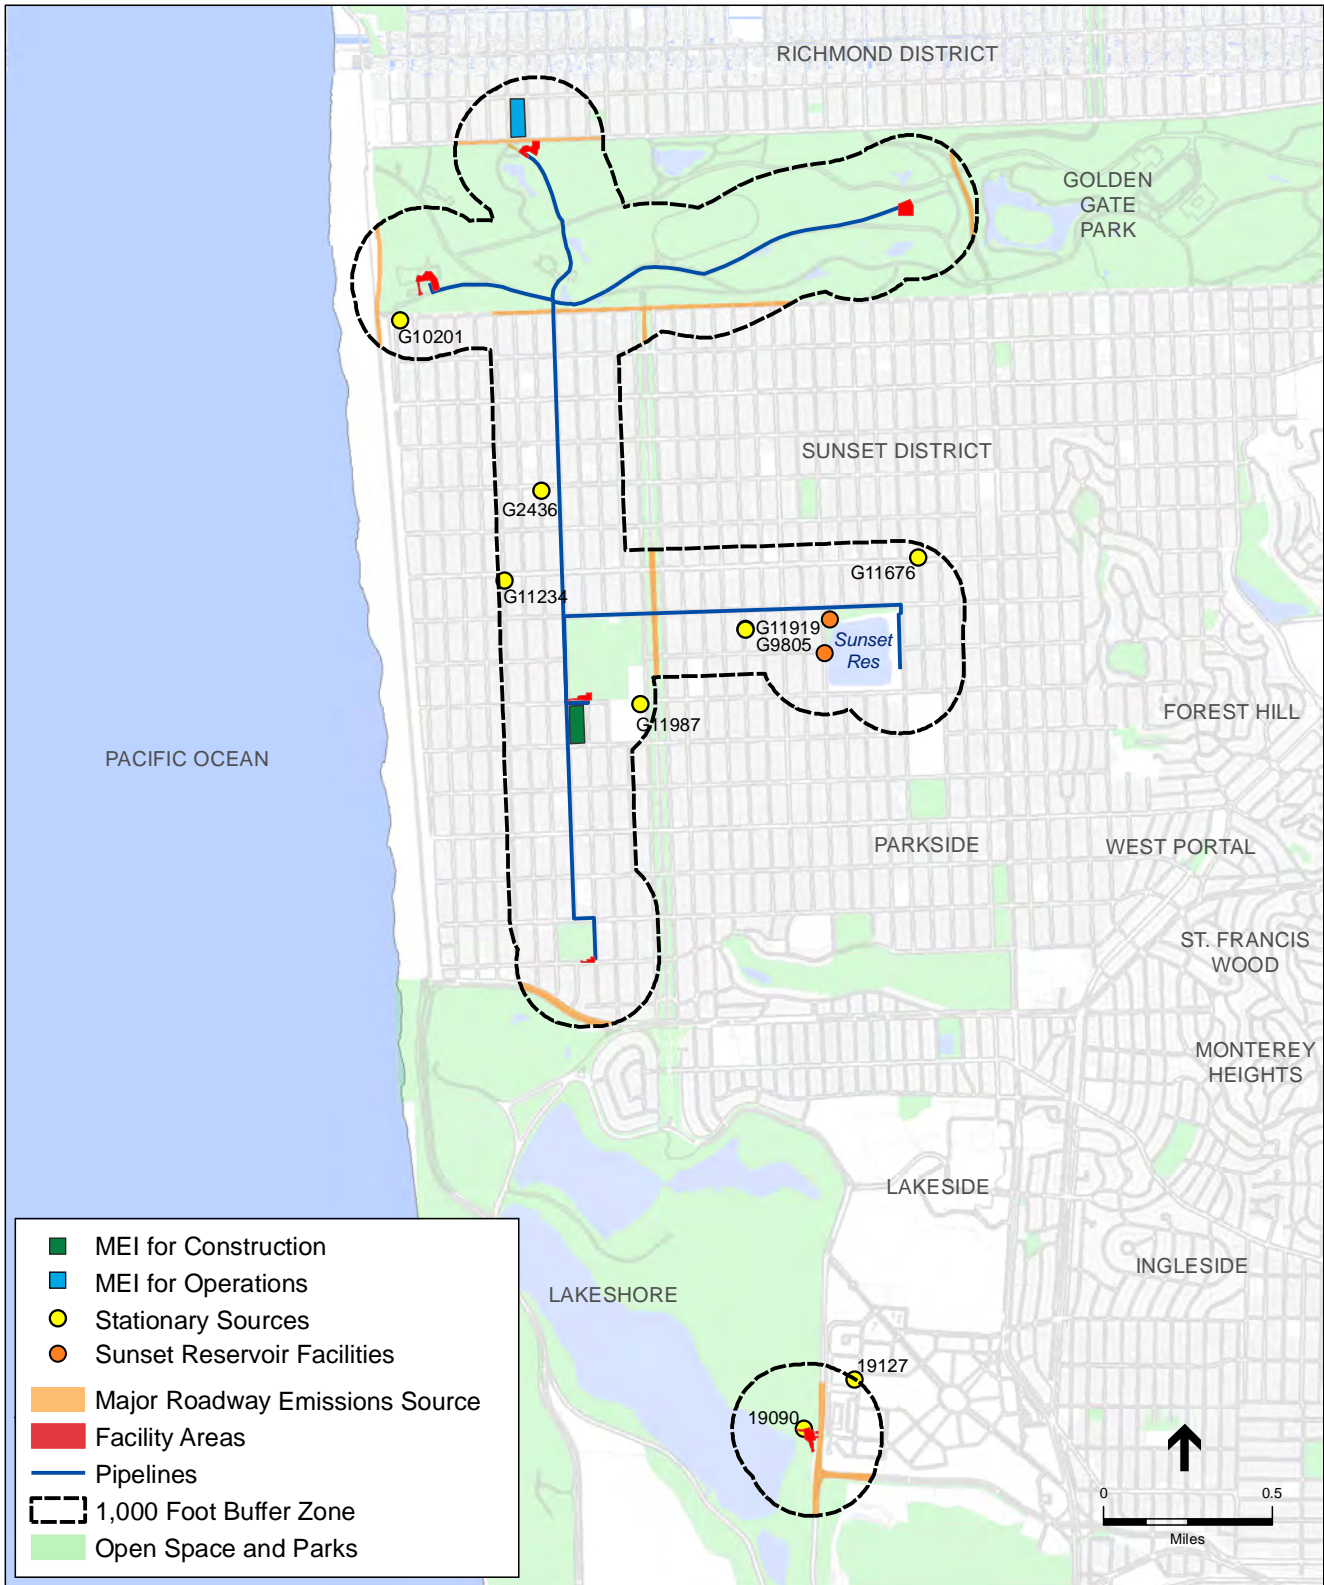 RICHMOND DISTRICT
GOLDEN
GATE
PARK
G10201
SUNSET DISTRICT
G2436
G11676
G11234
G11919
G9805
Sunset
Res
G11987
FOREST HILL
PACIFIC OCEAN
PARKSIDE
WEST PORTAL
ST. FRANCIS
WOOD
MONTEREY
HEIGHTS
LAKESIDE
INGLESIDE
LAKESHORE
19127
19090
MEI for Construction
MEI for Operations
Stationary Sources
Sunset Reservoir Facilities
Major Roadway Emissions Source
Facility Areas
Pipelines
1,000 Foot Buffer Zone
Open Space and Parks
0 0.5
Miles